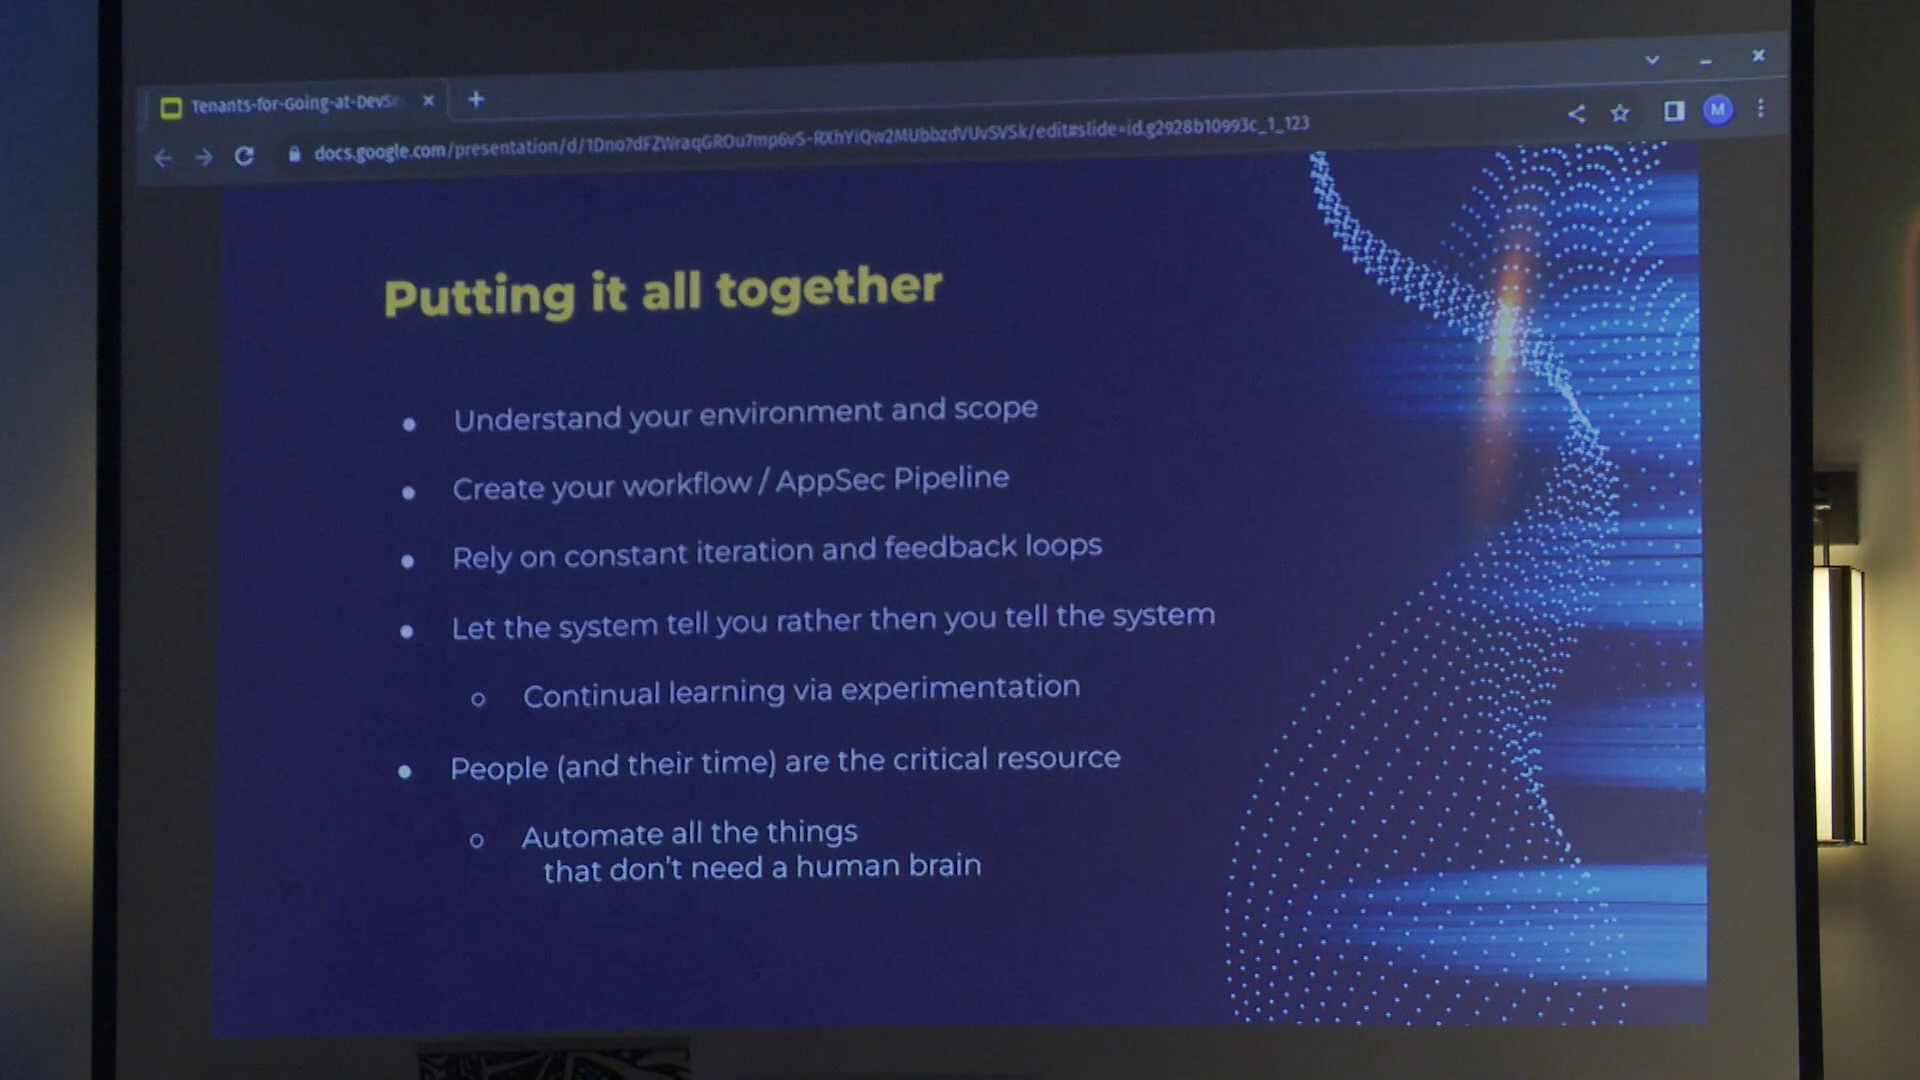 Tenants-for-Going-at-DevS
docs.google.com/presentation/d/1Dno7dFZWraqGROu7mp6vS-RXhYiQw2MUbbzdVUvSVSk/edit#slide=id.g2928b10993c_1_123
M
Putting it all together
• Understand your environment and scope
• Create your workflow / AppSec Pipeline
• Rely on constant iteration and feedback loops
• Let the system tell you rather then you tell the system
○ Continual learning via experimentation
• People (and their time) are the critical resource
○ Automate all the things
that don't need a human brain